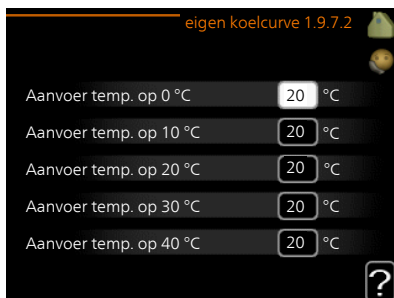 eigen koelcurve 1.9.7.2
Aanvoer temp. op 0 °C 20 °C
Aanvoer temp. op 10 °C 20 °C
Aanvoer temp. op 20 °C 20 °C
Aanvoer temp. op 30 °C 20 °C
Aanvoer temp. op 40 °C 20 °C
?